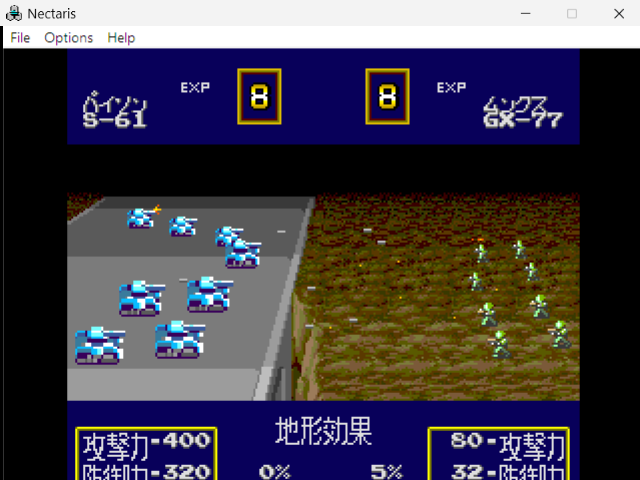 Nectaris
File Options Help
バイソン EXP 8 8 EXP ムンクス
S-61 GX-77
地形効果
攻撃力-400 80-攻撃力
防御力-320 0% 5% 32-防御力